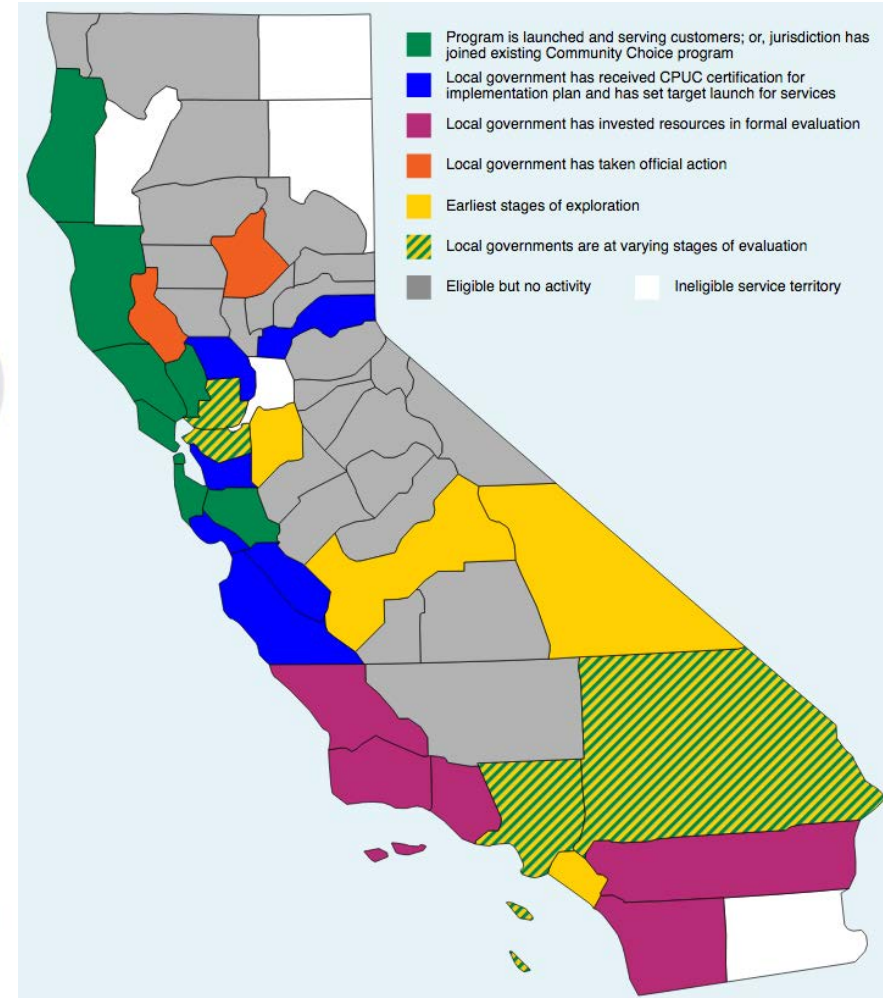 Program is launched and serving customers; or, jurisdiction has
joined existing Community Choice program
Local government has received CPUC certification for
implementation plan and has set target launch for services
Local government has invested resources in formal evaluation
Local government has taken official action
Earliest stages of exploration
Local governments are at varying stages of evaluation
Eligible but no activity
Ineligible service territory